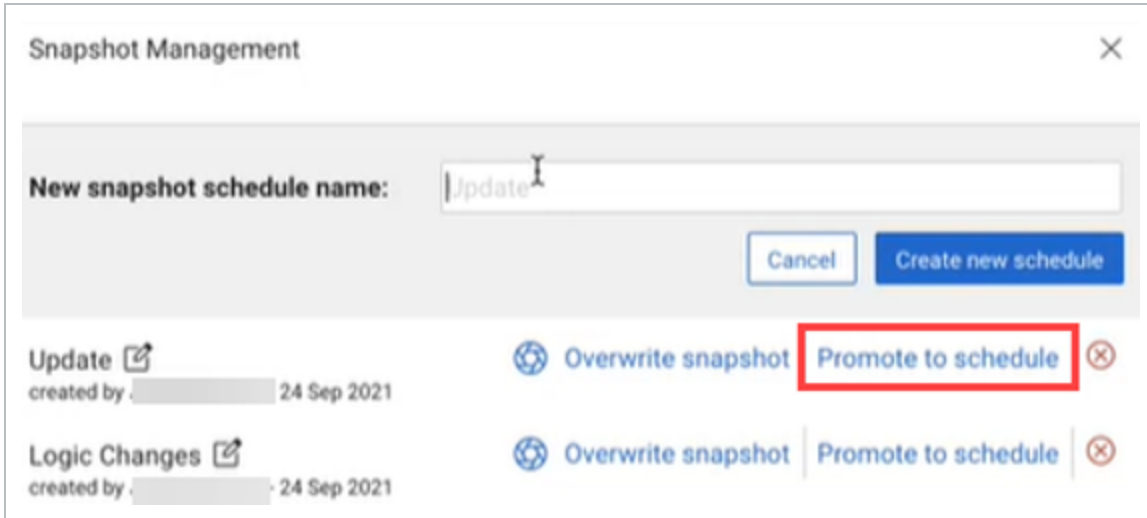 Snapshot Management
New snapshot schedule name:
Update
Cancel
Create new schedule
Update
Overwrite snapshot
Promote to schedule
created by
24 Sep 2021
Logic Changes
Overwrite snapshot
Promote to schedule
created by
24 Sep 2021